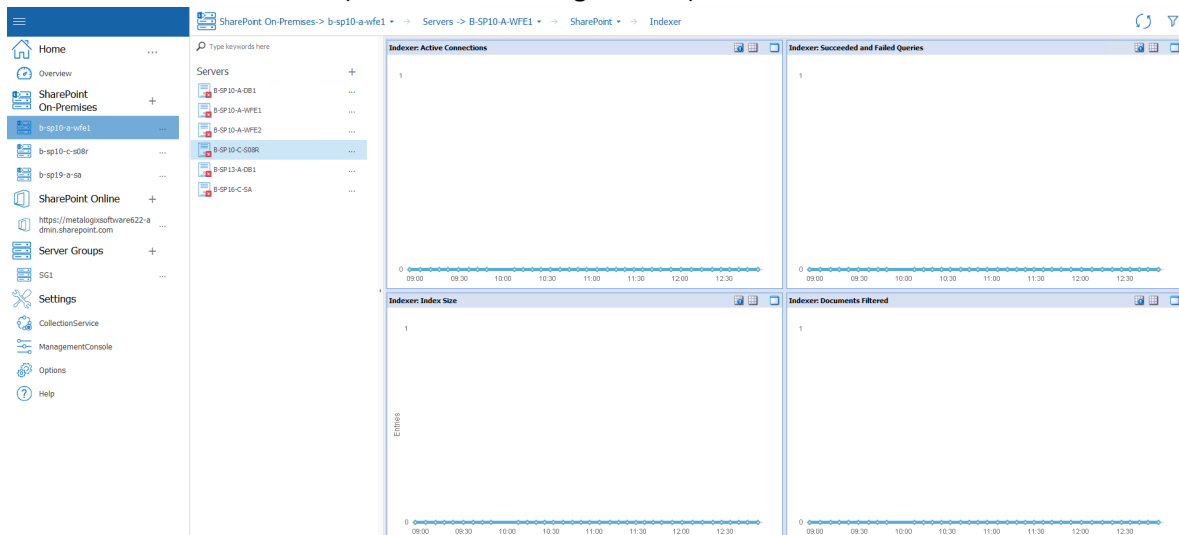 SharePoint On-Premises-> b-sp10-a-wfe1 Servers -> B-SP10-A-WFE1 SharePoint Indexer
Home ...
Overview
SharePoint
On-Premises +
b-sp10-a-wfe1 ...
b-sp10-c-s08r ...
b-sp19-a-sa ...
SharePoint Online +
https://metalogixsoftware622-a
dmin.sharepoint.com ...
Server Groups +
SG1 ...
Settings
CollectionService
ManagementConsole
Options
Help
Type keywords here
Servers +
B-SP10-A-DB1 ...
B-SP10-A-WFE1 ...
B-SP10-A-WFE2 ...
B-SP10-C-S08R ...
B-SP13-A-DB1 ...
B-SP16-C-SA ...
Indexer: Active Connections
1
0
09:00 09:30 10:00 10:30 11:00 11:30 12:00 12:30
Indexer: Succeeded and Failed Queries
1
0
09:00 09:30 10:00 10:30 11:00 11:30 12:00 12:30
Indexer: Index Size
1
Entries
0
09:00 09:30 10:00 10:30 11:00 11:30 12:00 12:30
Indexer: Documents Filtered
1
0
09:00 09:30 10:00 10:30 11:00 11:30 12:00 12:30